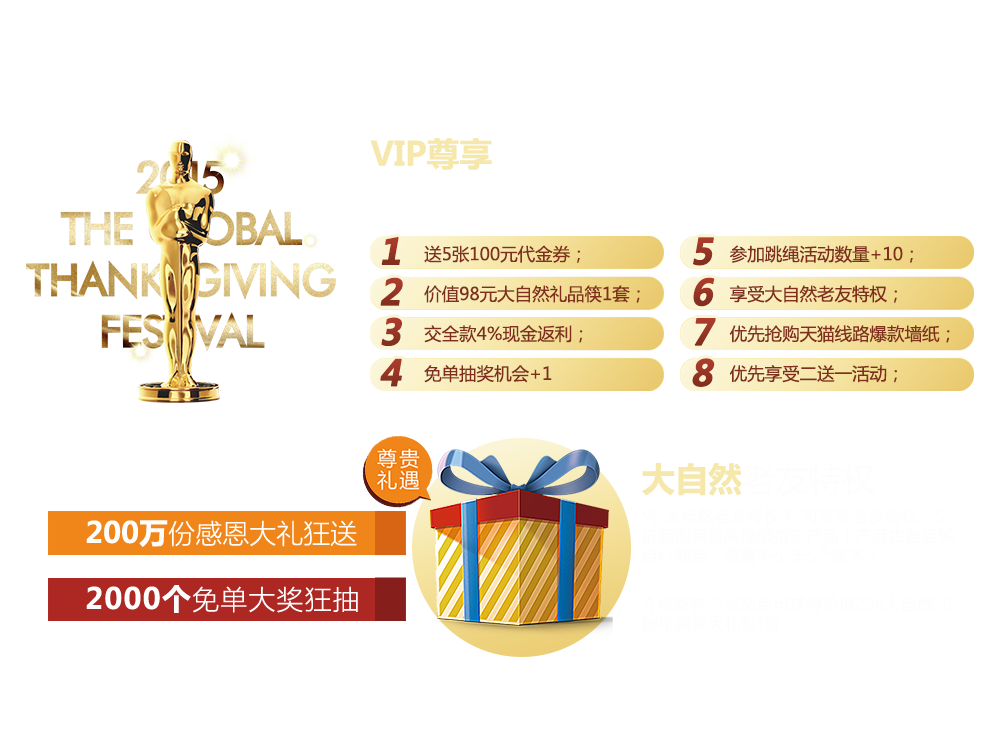 2015
THE GLOBAL
THANKSGIVING
FESTIVAL
VIP尊享
1 送5张100元代金券；
2 价值98元大自然礼品筷1套；
3 交全款4%现金返利；
4 免单抽奖机会+1
5 参加跳绳活动数量+10；
6 享受大自然老友特权；
7 优先抢购天猫线路爆款墙纸；
8 优先享受二送一活动；
尊贵
礼遇
200万份感恩大礼狂送
2000个免单大奖狂抽
大自然老友特权